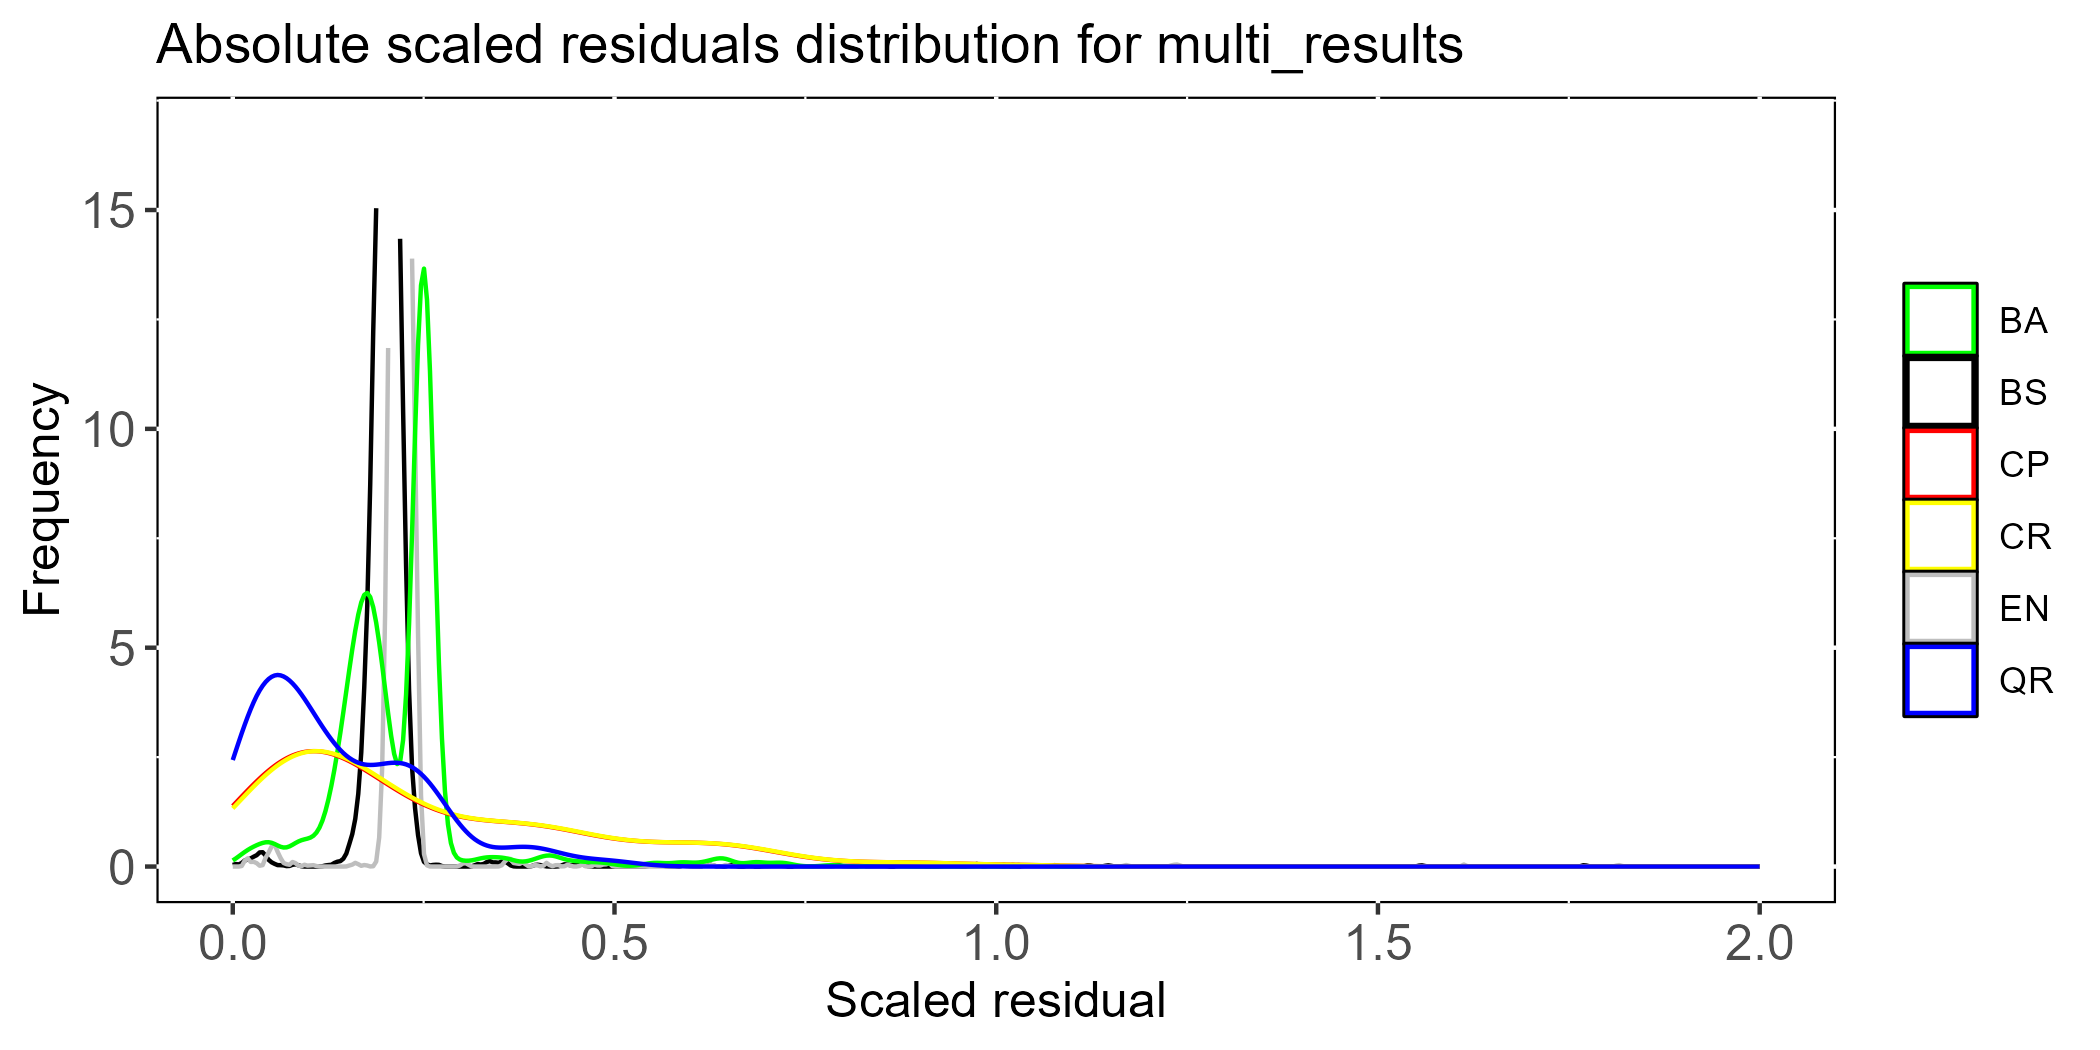 Absolute scaled residuals distribution for multi_results
15
10
5
0
Frequency
0.0 0.5 1.0 1.5 2.0
Scaled residual
BA
BS
CP
CR
EN
QR